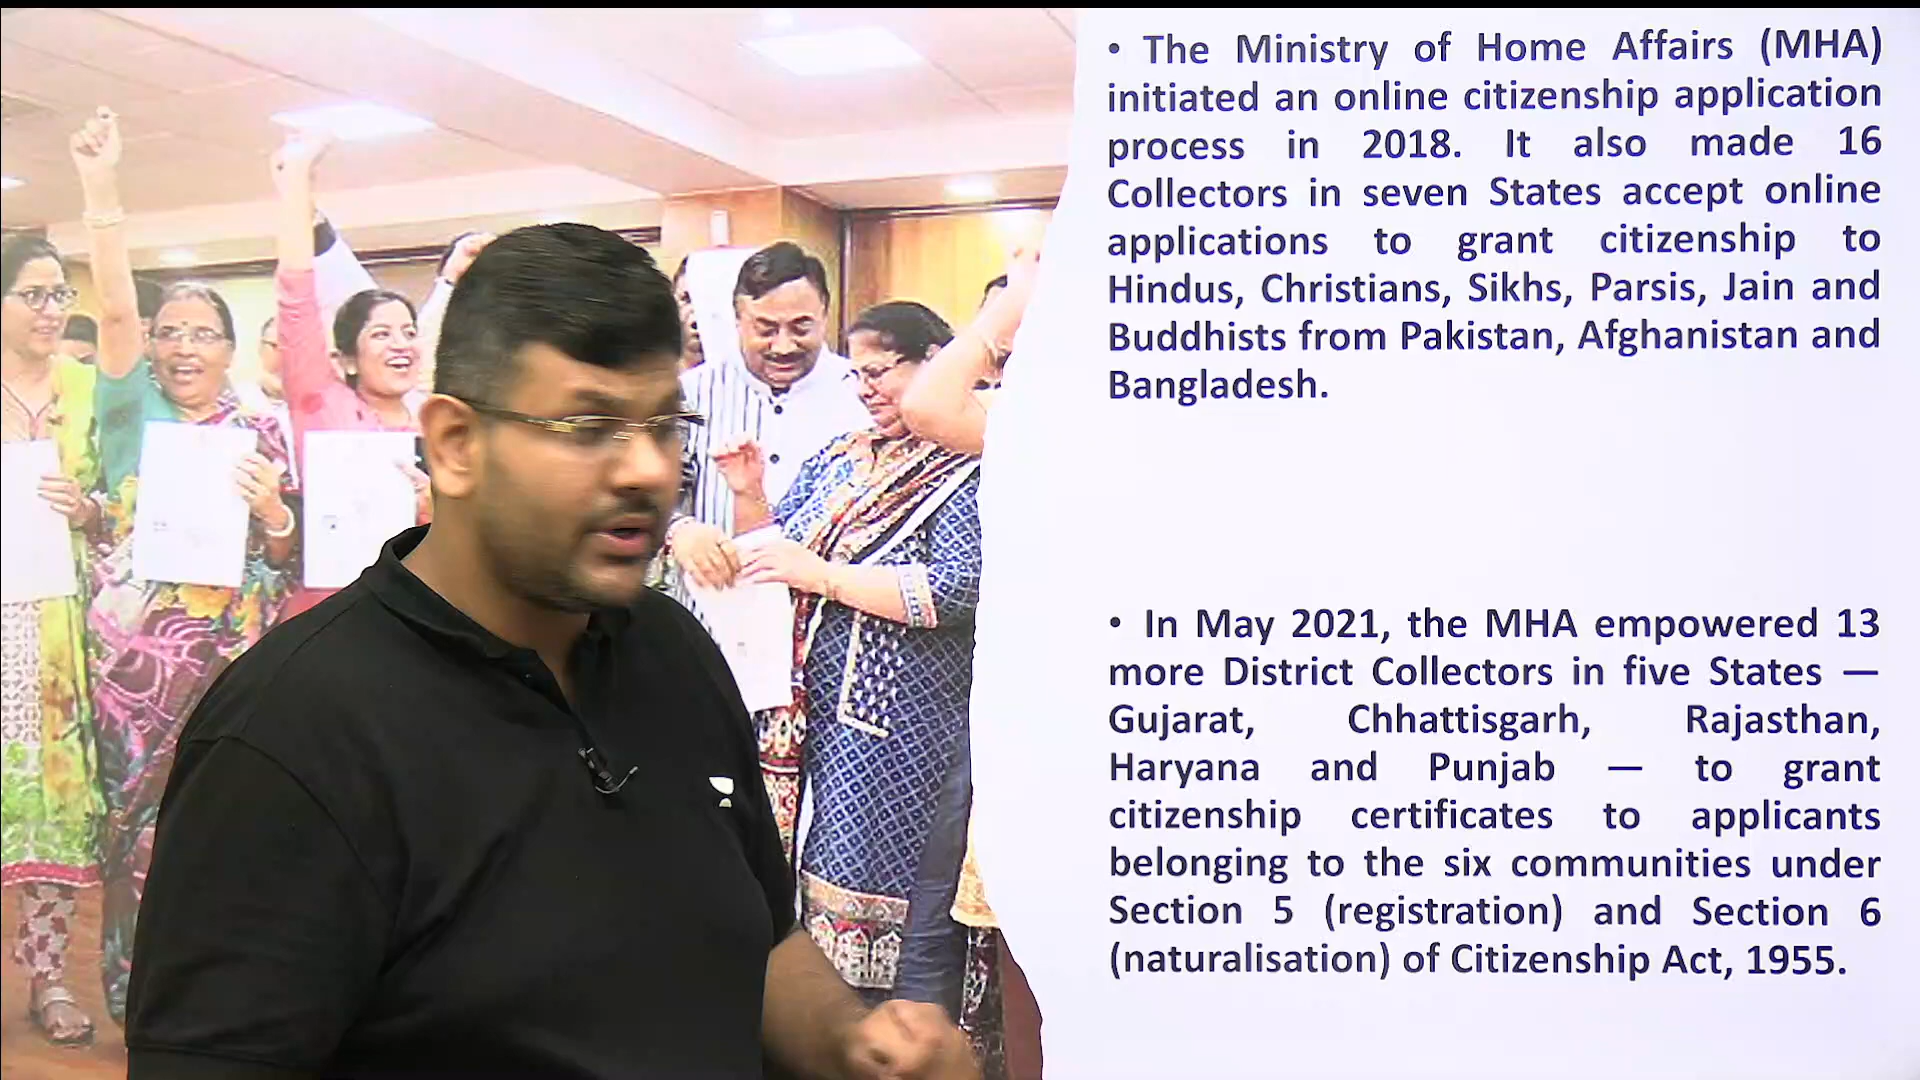 • The Ministry of Home Affairs (MHA)
initiated an online citizenship application
process in 2018. It also made 16
Collectors in seven States accept online
applications to grant citizenship to
Hindus, Christians, Sikhs, Parsis, Jain and
Buddhists from Pakistan, Afghanistan and
Bangladesh.
• In May 2021, the MHA empowered 13
more District Collectors in five States —
Gujarat, Chhattisgarh, Rajasthan,
Haryana and Punjab — to grant
citizenship certificates to applicants
belonging to the six communities under
Section 5 (registration) and Section 6
(naturalisation) of Citizenship Act, 1955.